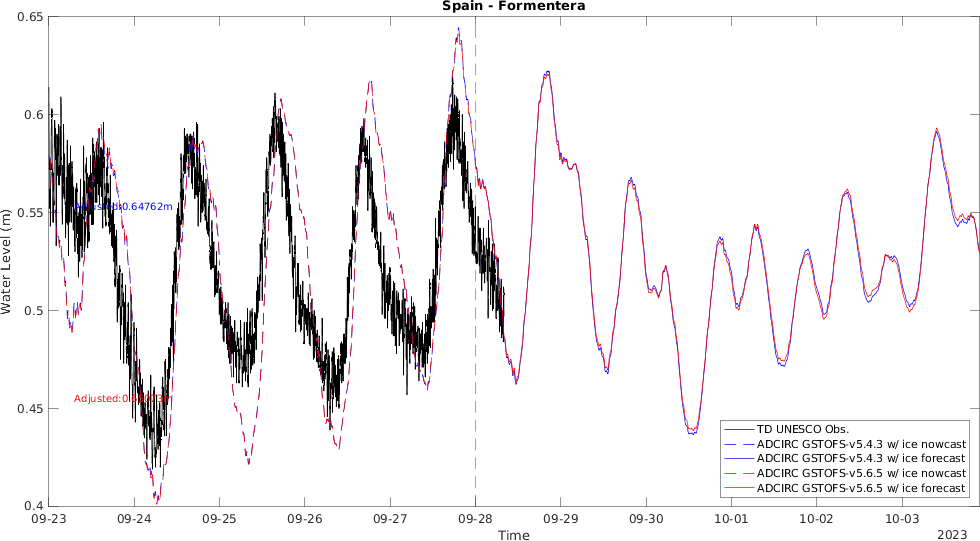 Spain - Formentera
0.65
0.6
0.55
0.5
0.45
0.4
Water Level (m)
Adjusted:0.64762m
09-23
09-24
09-25
09-26
09-27
09-28
09-29
09-30
10-01
10-02
10-03
Time
2023
TD UNESCO Obs.
ADCIRC GSTOFS-v5.4.3 w/ ice nowcast
ADCIRC GSTOFS-v5.4.3 w/ ice forecast
ADCIRC GSTOFS-v5.6.5 w/ ice nowcast
ADCIRC GSTOFS-v5.6.5 w/ ice forecast